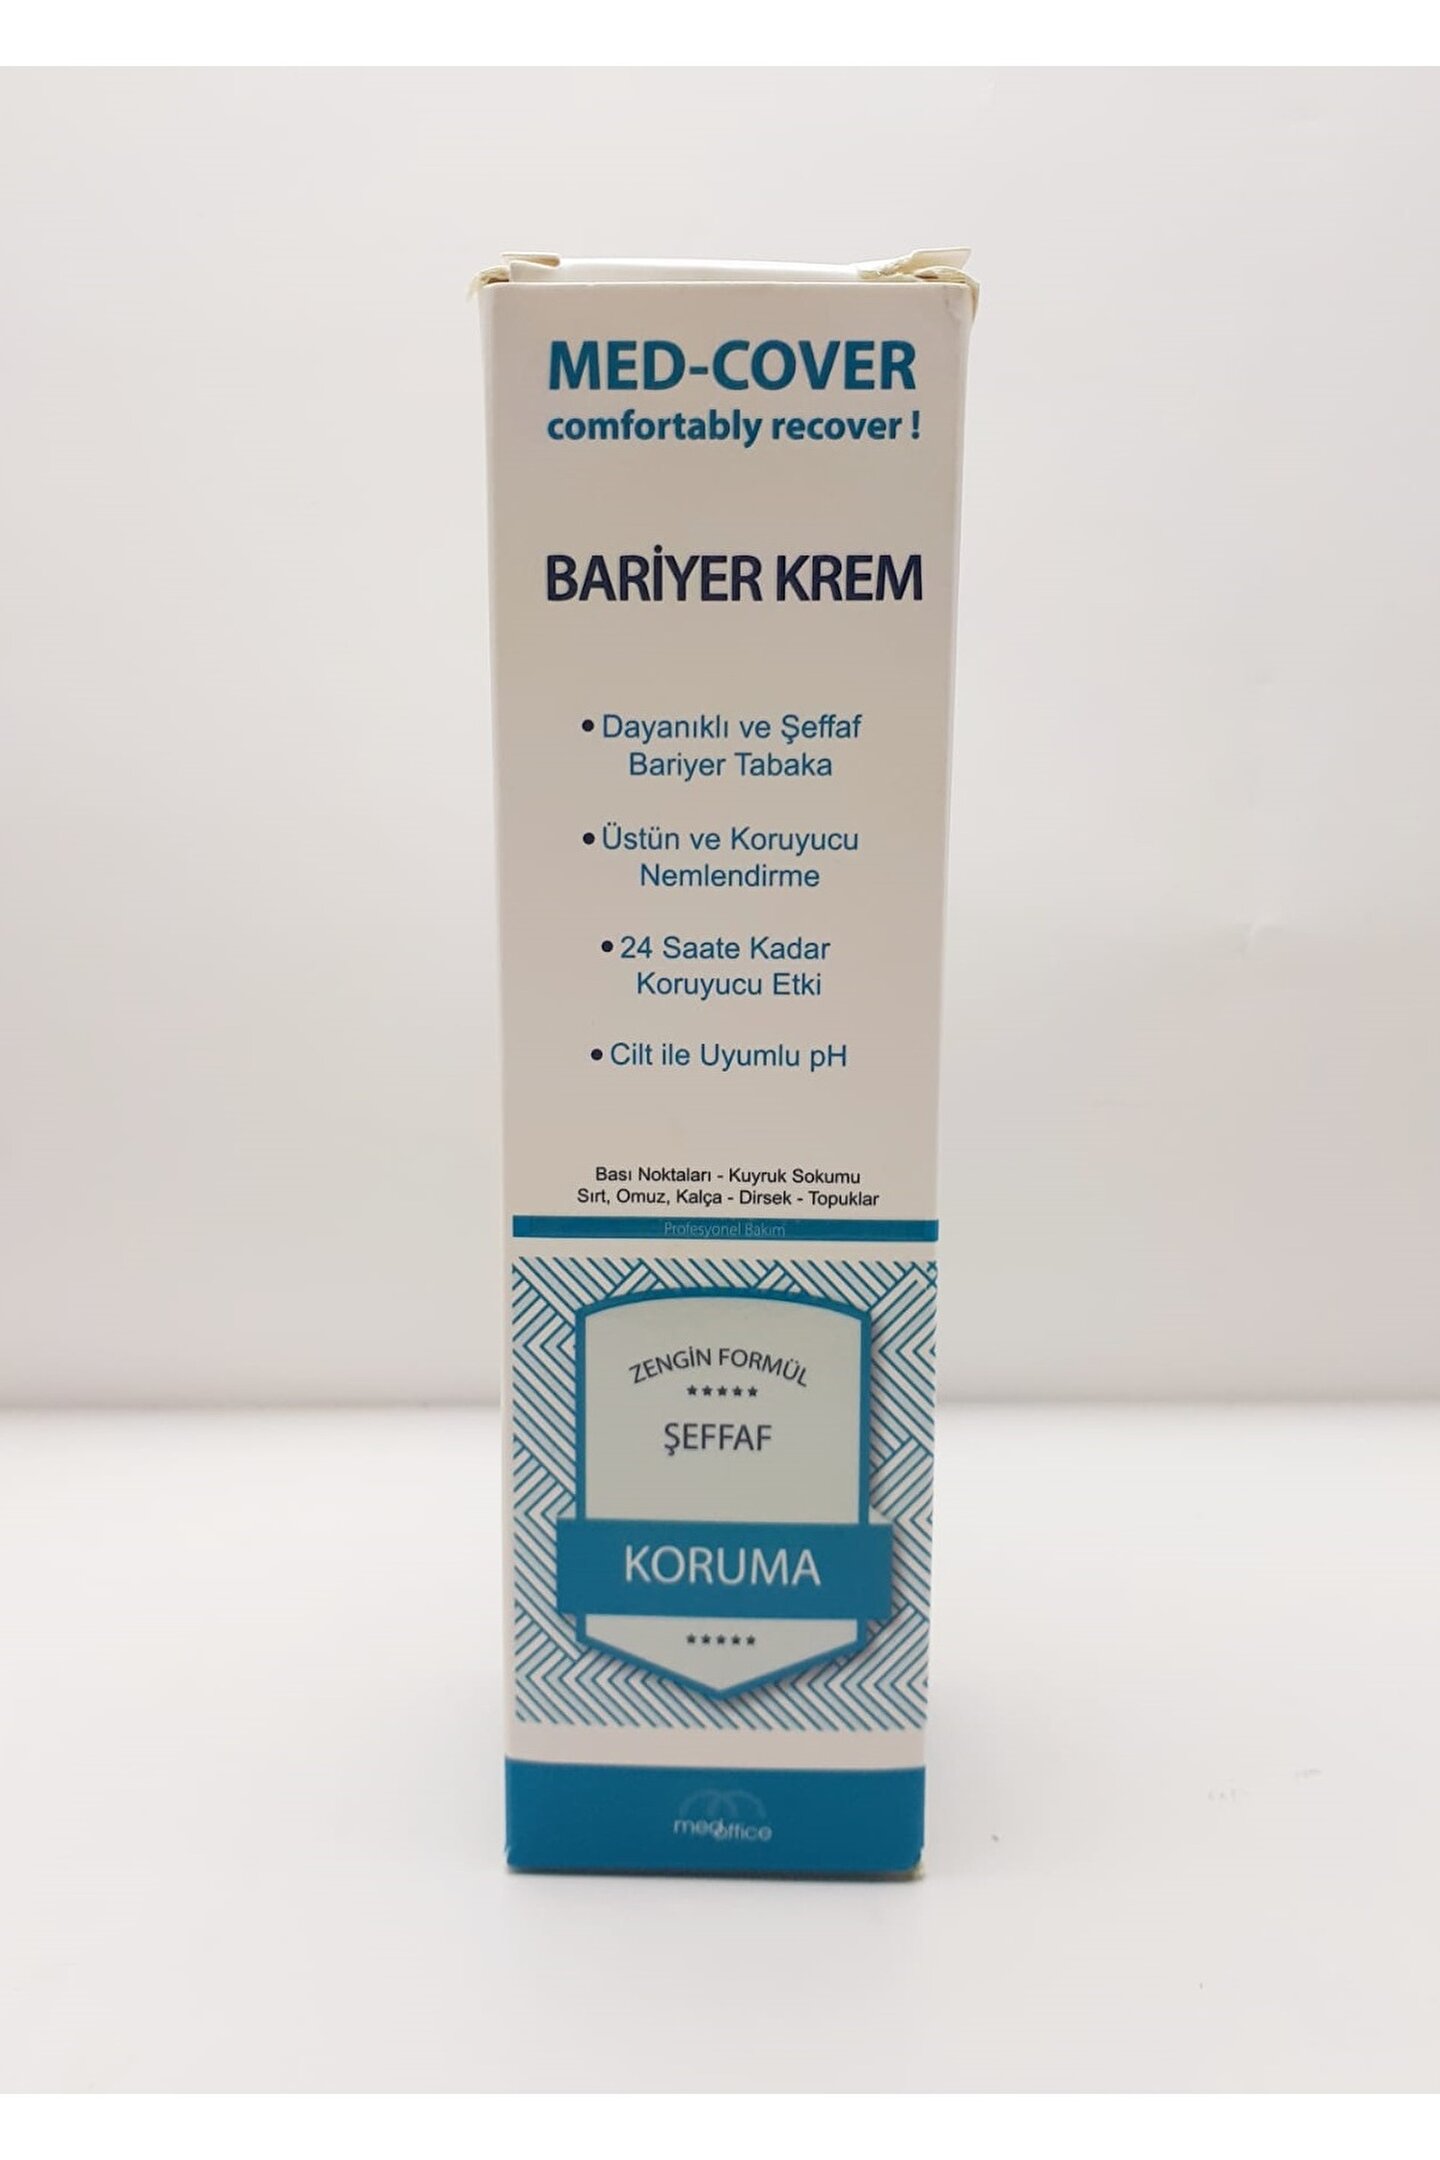 MED-COVER
comfortably recover !
BARİYER KREM
• Dayanıklı ve Şeffaf
Bariyer Tabaka
• Üstün ve Koruyucu
Nemlendirme
• 24 Saate Kadar
Koruyucu Etki
• Cilt ile Uyumlu pH
Bası Noktaları - Kuyruk Sokumu
Sırt, Omuz, Kalça - Dirsek - Topuklar
Profesyonel Bakım
ZENGİN FORMÜL
★★★★★
ŞEFFAF
KORUMA
★★★★★
medoffice